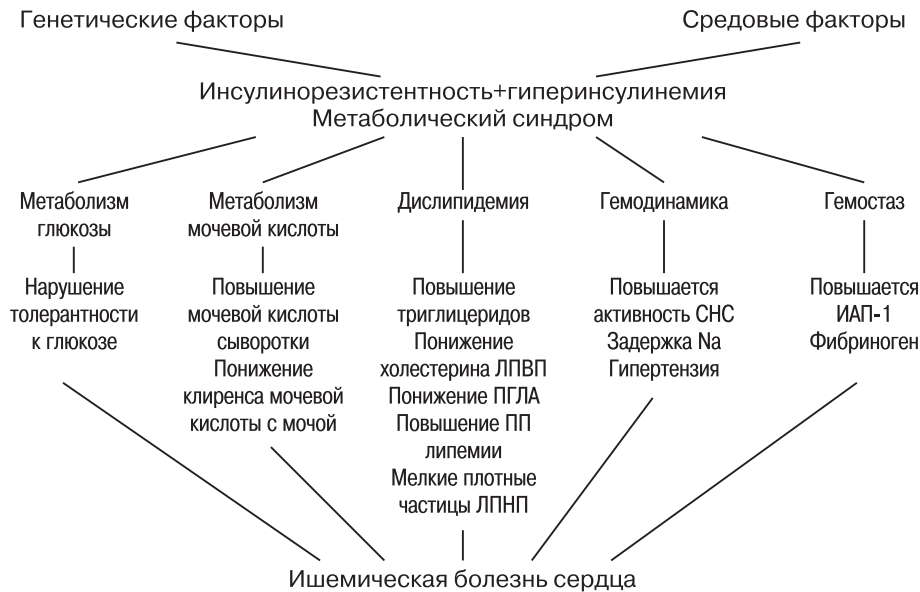 Генетические факторы
Средовые факторы
Инсулинорезистентность+гиперинсулинемия
Метаболический синдром
Метаболизм
глюкозы
Метаболизм
мочевой кислоты
Дислипидемия
Гемодинамика
Гемостаз
Нарушение
толерантности
к глюкозе
Повышение
мочевой кислоты
сыворотки
Понижение
клиренса мочевой
кислоты с мочой
Повышение
триглицеридов
Понижение
холестерина ЛПВП
Понижение ПГЛА
Повышение ПП
липемии
Мелкие плотные
частицы ЛПНП
Повышается
активность СНС
Задержка Na
Гипертензия
Повышается
ИАП-1
Фибриноген
Ишемическая болезнь сердца